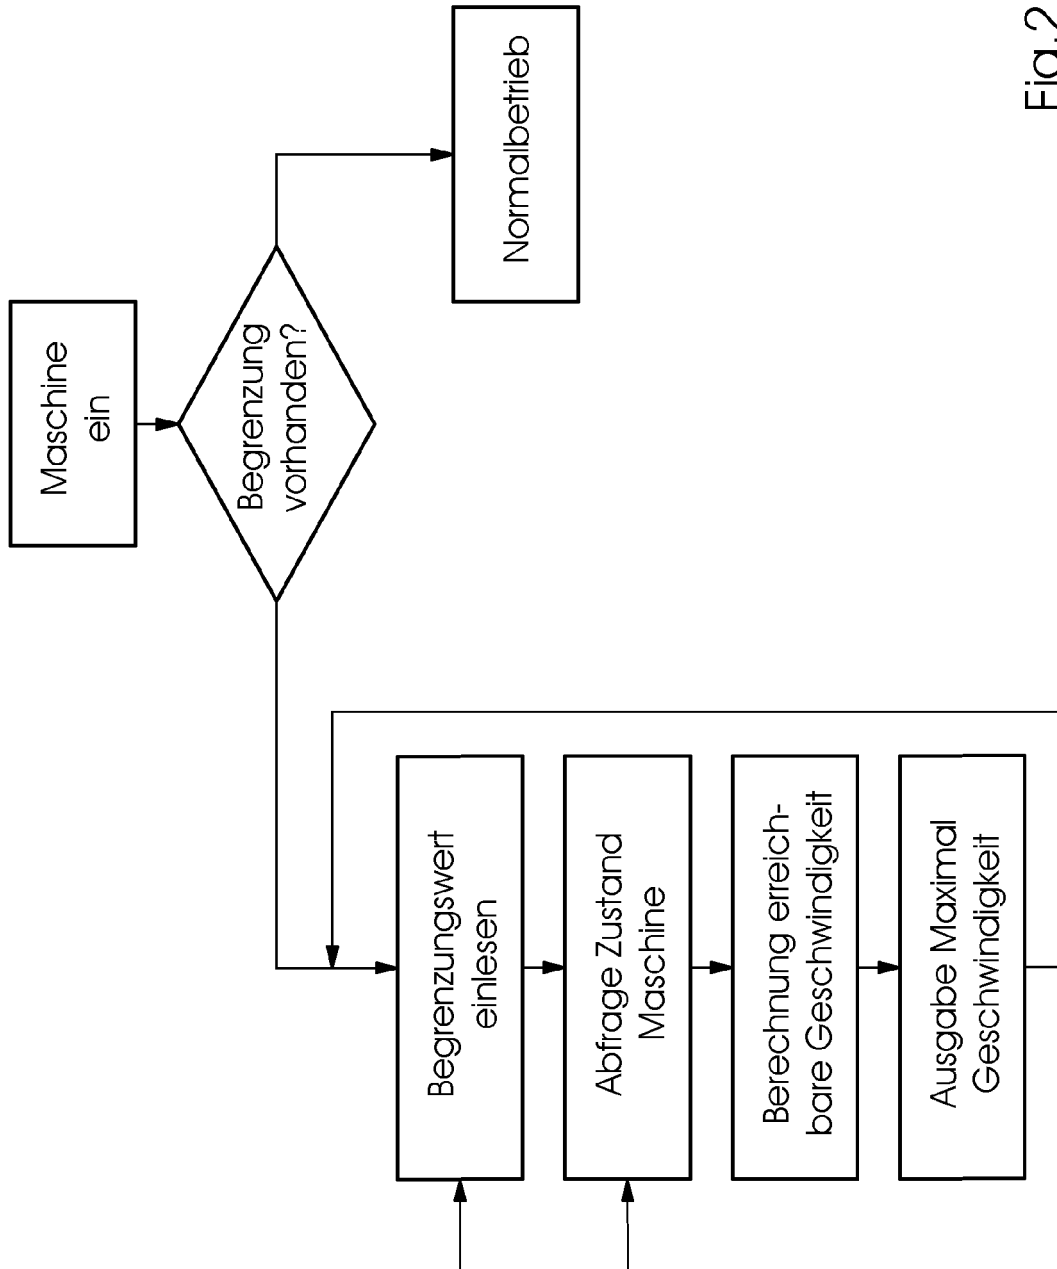 Maschine
ein
Begrenzung
vorhanden?
Normalbetrieb
Begrenzungswert
einlesen
Abfrage Zustand
Maschine
Berechnung erreich-
bare Geschwindigkeit
Ausgabe Maximal
Geschwindigkeit
Fig.2